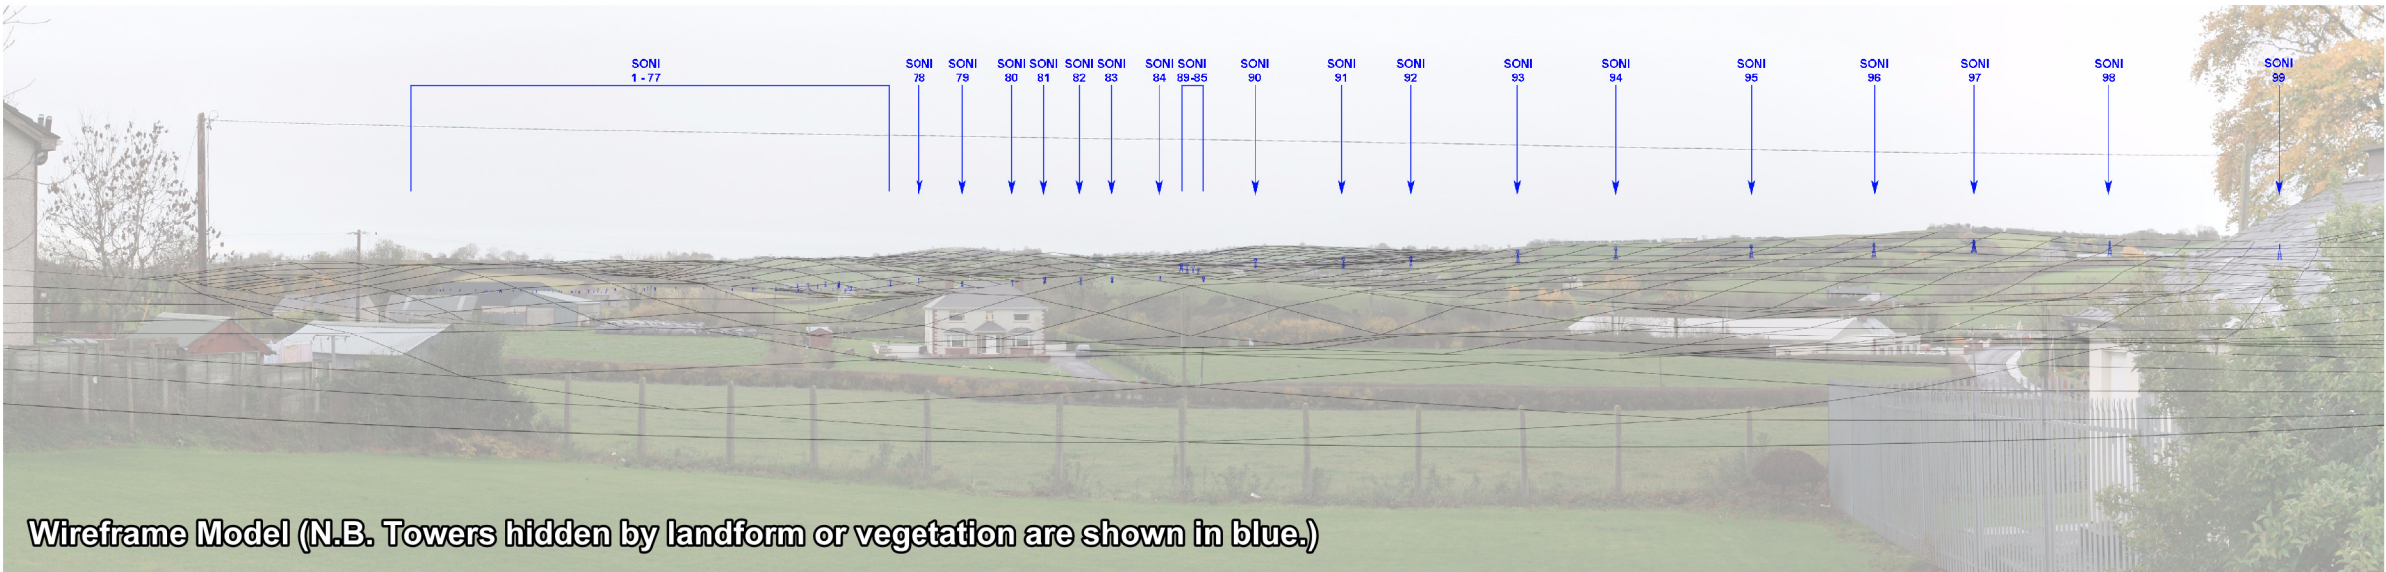 SONI
1 - 77
SONI
78
SONI
79
SONI
80
SONI
81
SONI
82
SONI
83
SONI
84
SONI
89-85
SONI
90
SONI
91
SONI
92
SONI
93
SONI
94
SONI
95
SONI
96
SONI
97
SONI
98
SONI
99
Wireframe Model (N.B. Towers hidden by landform or vegetation are shown in blue.)